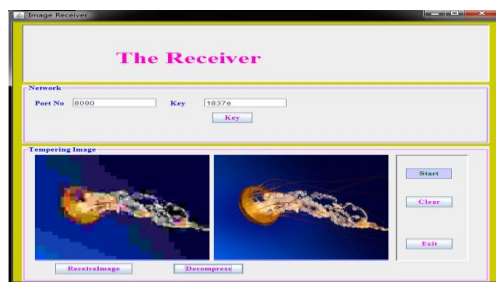 Image Receiver
The Receiver
Network
Port No 8090 Key 1837e
Key
Tempering Image
Start
Clear
Exit
ReceiveImage Decompress